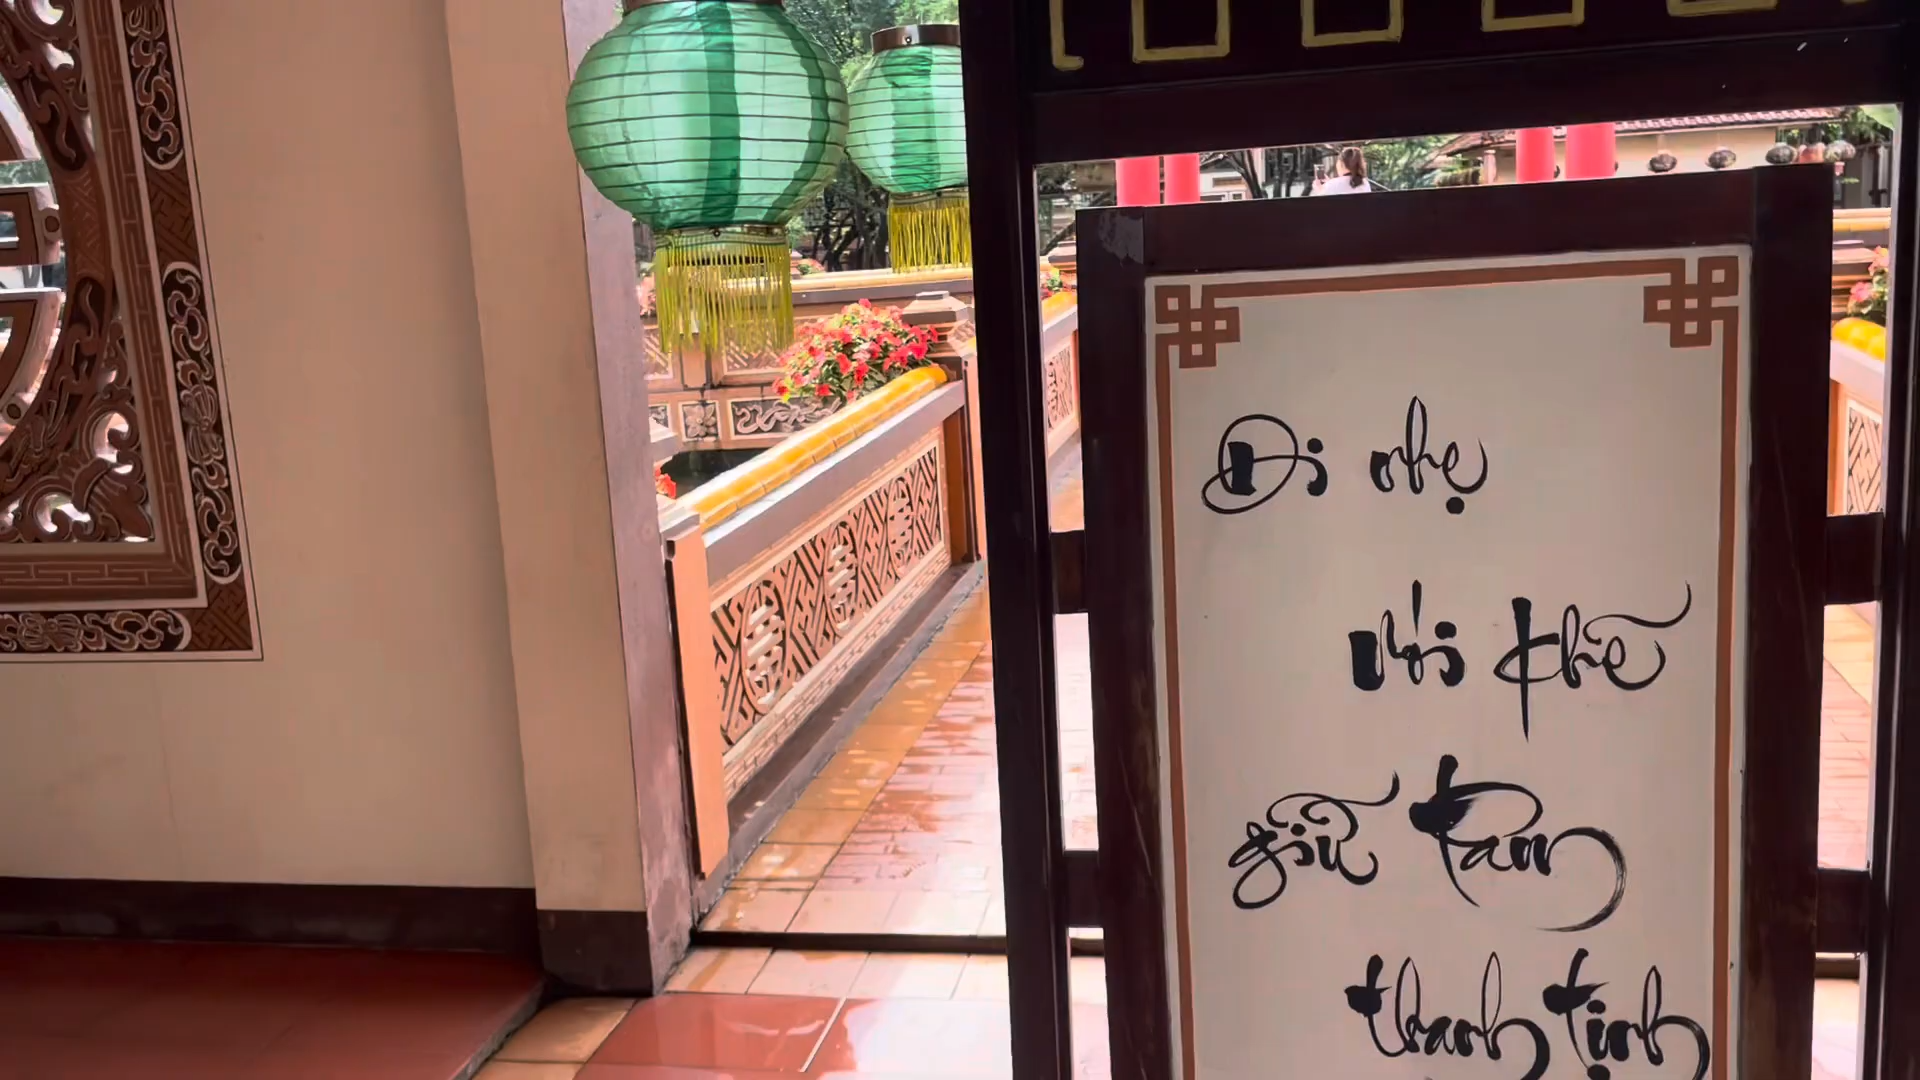 Đi nhẹ
Nói khẽ
giữ tâm
thanh tịnh